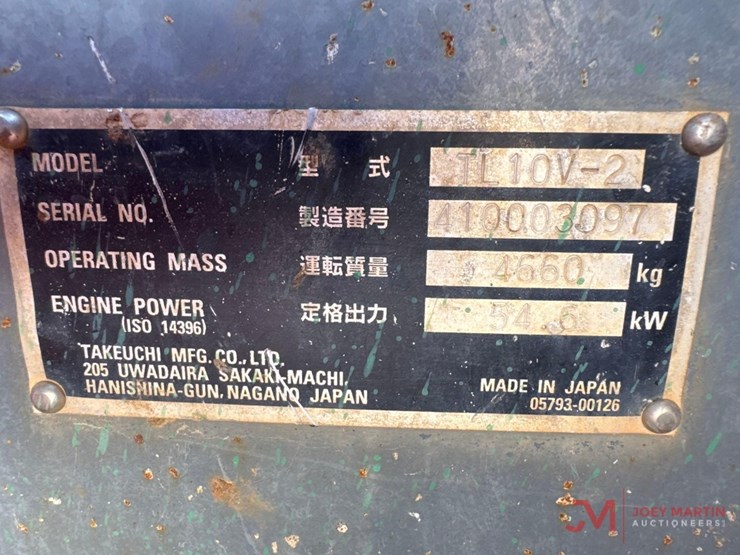 MODEL 型 式 TL10V-2
SERIAL NO. 製造番号 410003097
OPERATING MASS 運転質量 4660 kg
ENGINE POWER 定格出力 54.6 kW
(ISO 14396)
TAKEUCHI MFG.CO.,LTD.
205 UWADAIRA SAKAKI-MACHI,
HANISHINA-GUN, NAGANO JAPAN
MADE IN JAPAN
05793-00126
JM JOEY MARTIN
AUCTIONEERS